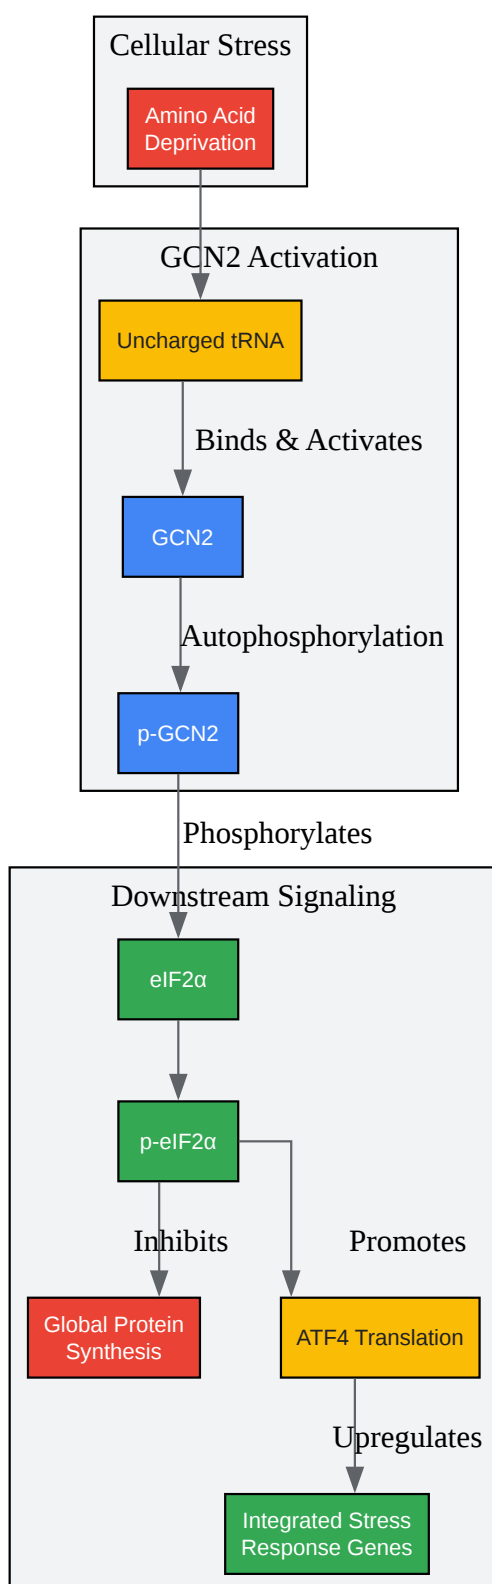 Cellular Stress
Amino Acid
Deprivation
GCN2 Activation
Uncharged tRNA
Binds & Activates
GCN2
Autophosphorylation
p-GCN2
Phosphorylates
Downstream Signaling
eIF2α
p-eIF2α
Inhibits
Promotes
Global Protein
Synthesis
ATF4 Translation
Upregulates
Integrated Stress
Response Genes